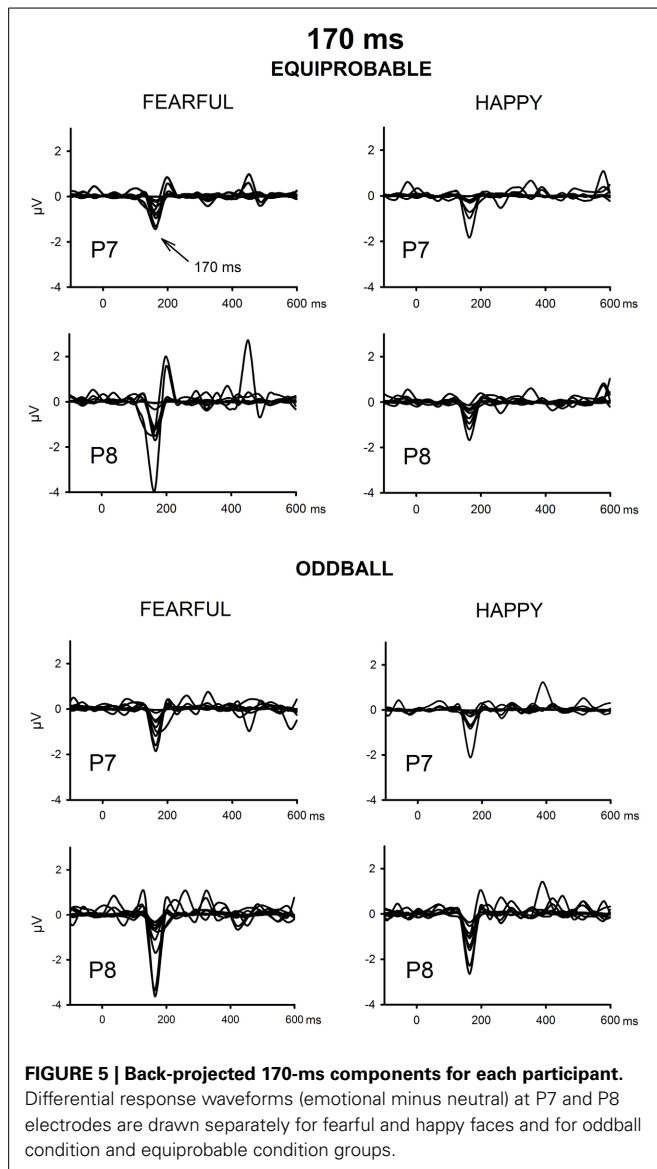 170 ms
EQUIPROBABLE
FEARFUL HAPPY
2 2
0 0
µV
-2 -2
P7 170 ms P7
-4 -4
0 200 400 600 ms 0 200 400 600 ms
2 2
0 0
µV
-2 -2
P8 P8
-4 -4
0 200 400 600 ms 0 200 400 600 ms
ODDBALL
FEARFUL HAPPY
2 2
0 0
µV
-2 -2
P7 P7
-4 -4
0 200 400 600 ms 0 200 400 600 ms
2 2
0 0
µV
-2 -2
P8 P8
-4 -4
0 200 400 600 ms 0 200 400 600 ms
FIGURE 5 | Back-projected 170-ms components for each participant.
Differential response waveforms (emotional minus neutral) at P7 and P8
electrodes are drawn separately for fearful and happy faces and for oddball
condition and equiprobable condition groups.